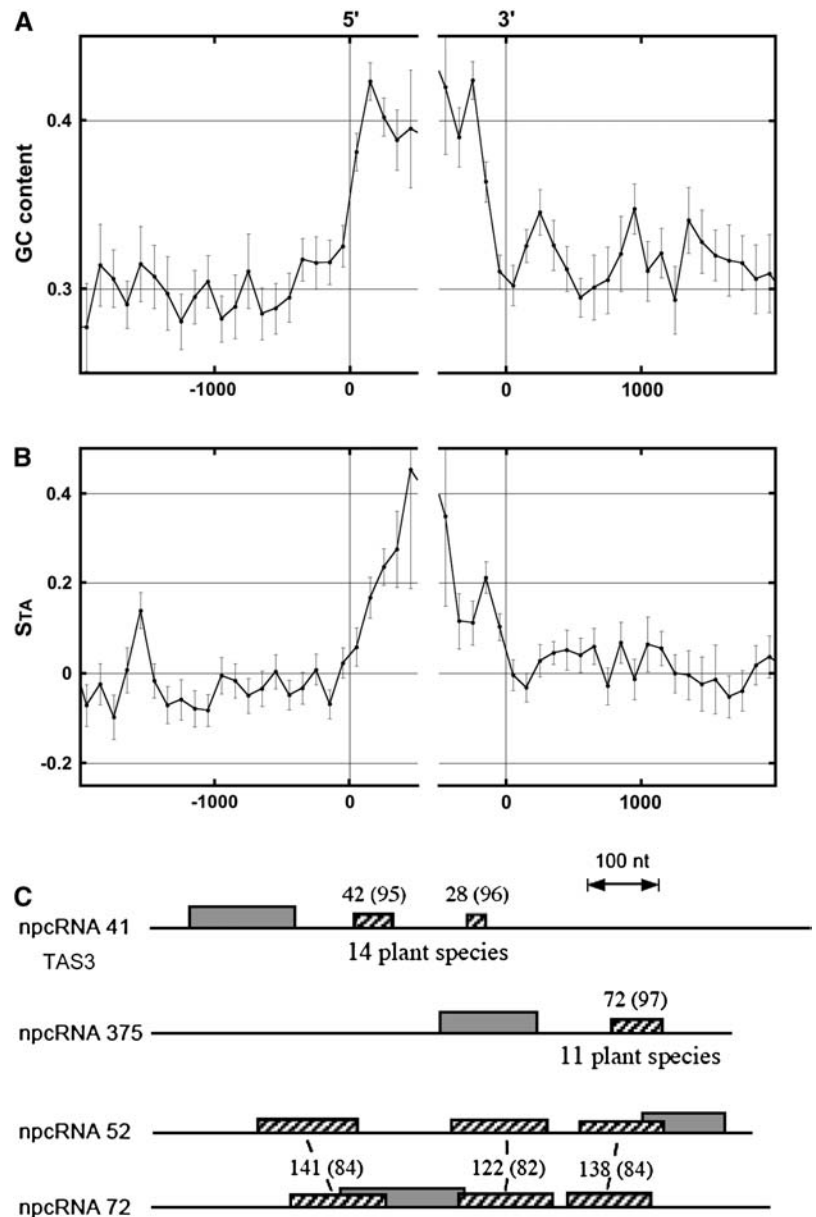 A
5'
3'
GC content
0.4
0.3
-1000
0
0
1000
B
STA
0.4
0.2
0
-0.2
-1000
0
0
1000
C
100 nt
42 (95)
28 (96)
npcRNA 41
TAS3
14 plant species
72 (97)
npcRNA 375
11 plant species
npcRNA 52
141 (84)
122 (82)
138 (84)
npcRNA 72